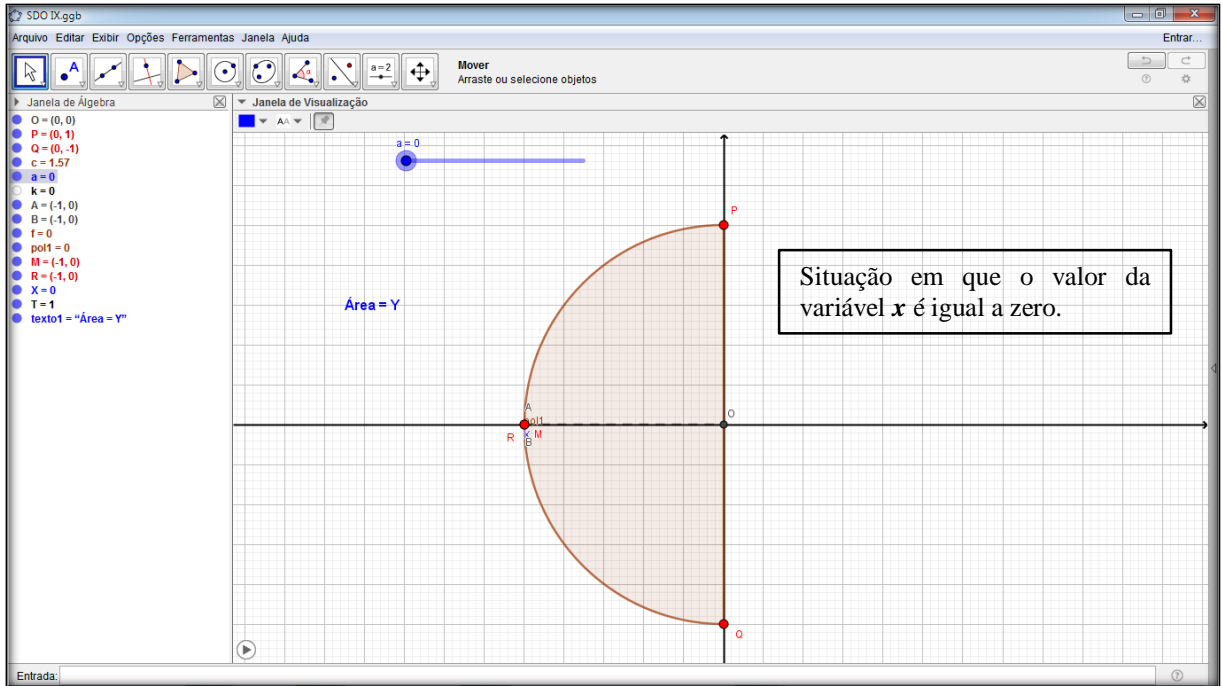 SDO IX.ggb
Arquivo Editar Exibir Opções Ferramentas Janela Ajuda
Entrar...
A
α
a=2
Mover
Arraste ou selecione objetos
Janela de Álgebra
Janela de Visualização
AA
O = (0, 0)
P = (0, 1)
Q = (0, -1)
c = 1.57
a = 0
k = 0
A = (-1, 0)
B = (-1, 0)
f = 0
pol1 = 0
M = (-1, 0)
R = (-1, 0)
X = 0
T = 1
texto1 = “Área = Y”
a = 0
P
Situação em que o valor da
variável x é igual a zero.
Área = Y
A
pol1
O
R
x
M
B
Q
Entrada: